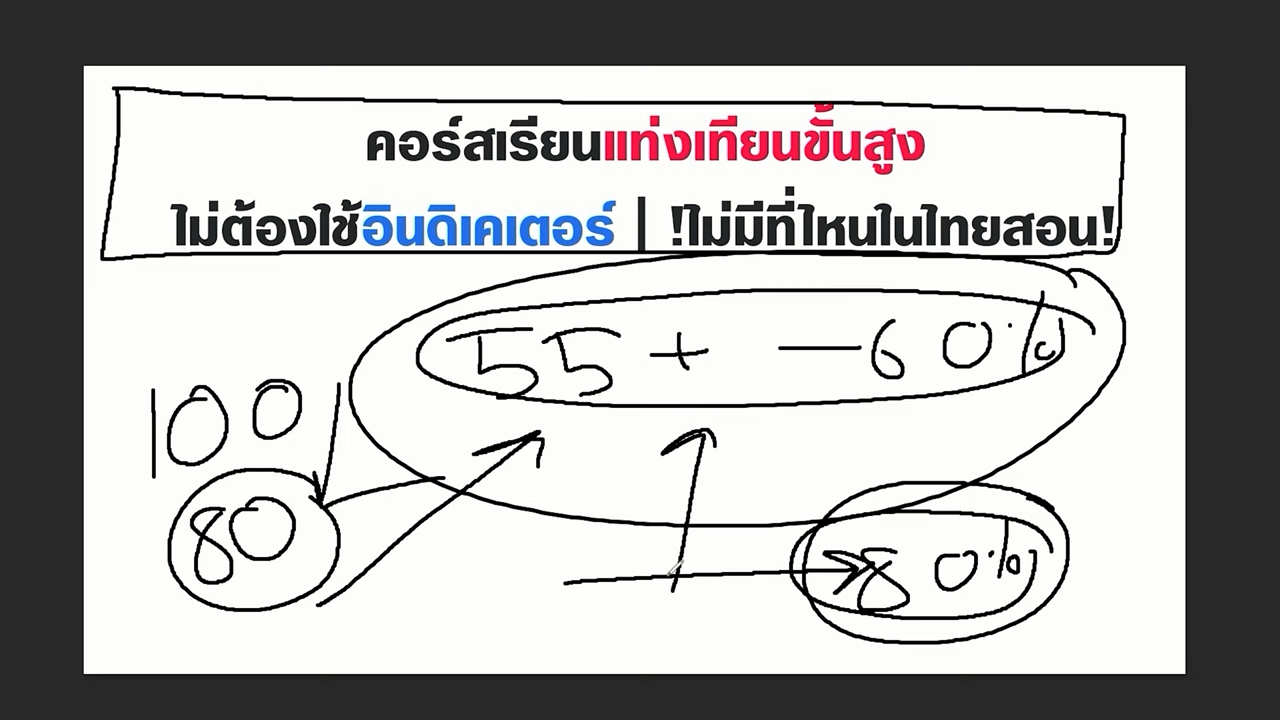 คอร์สเรียนแท่งเทียนขั้นสูง
ไม่ต้องใช้อินดิเคเตอร์ | !ไม่มีที่ไหนในไทยสอน!
55+ - 60%
100
80
80%